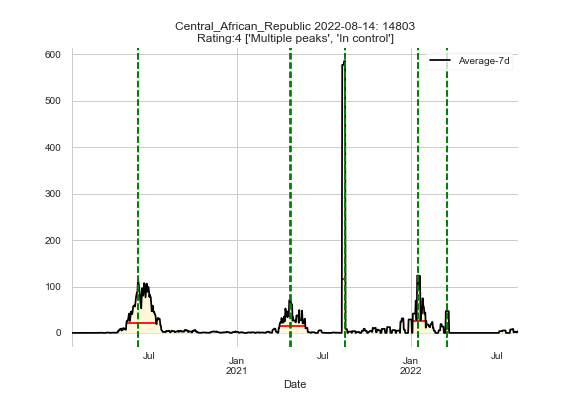 Central_African_Republic 2022-08-14: 14803
Rating:4 ['Multiple peaks', 'In control']
Average-7d
600
500
400
300
200
100
0
Jul
Jan
2021
Jul
Jan
2022
Jul
Date